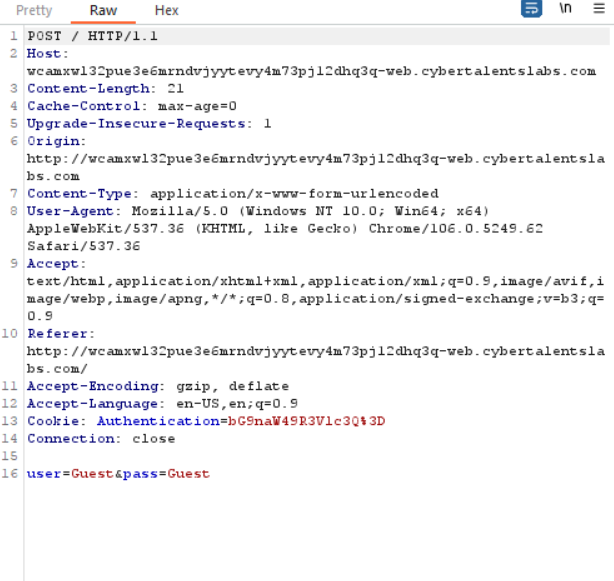 Pretty Raw Hex \n
1 POST / HTTP/1.1
2 Host:
wcamxwl32pue3e6mrndvjyytevy4m73pjl2dhq3q-web.cybertalentslabs.com
3 Content-Length: 21
4 Cache-Control: max-age=0
5 Upgrade-Insecure-Requests: 1
6 Origin:
http://wcamxwl32pue3e6mrndvjyytevy4m73pjl2dhq3q-web.cybertalentsla
bs.com
7 Content-Type: application/x-www-form-urlencoded
8 User-Agent: Mozilla/5.0 (Windows NT 10.0; Win64; x64)
AppleWebKit/537.36 (KHTML, like Gecko) Chrome/106.0.5249.62
Safari/537.36
9 Accept:
text/html,application/xhtml+xml,application/xml;q=0.9,image/avif,i
mage/webp,image/apng,*/*;q=0.8,application/signed-exchange;v=b3;q=
0.9
10 Referer:
http://wcamxwl32pue3e6mrndvjyytevy4m73pjl2dhq3q-web.cybertalentsla
bs.com/
11 Accept-Encoding: gzip, deflate
12 Accept-Language: en-US,en;q=0.9
13 Cookie: Authentication=bG9naW49R3Vlc3Q%3D
14 Connection: close
15
16 user=Guest&pass=Guest